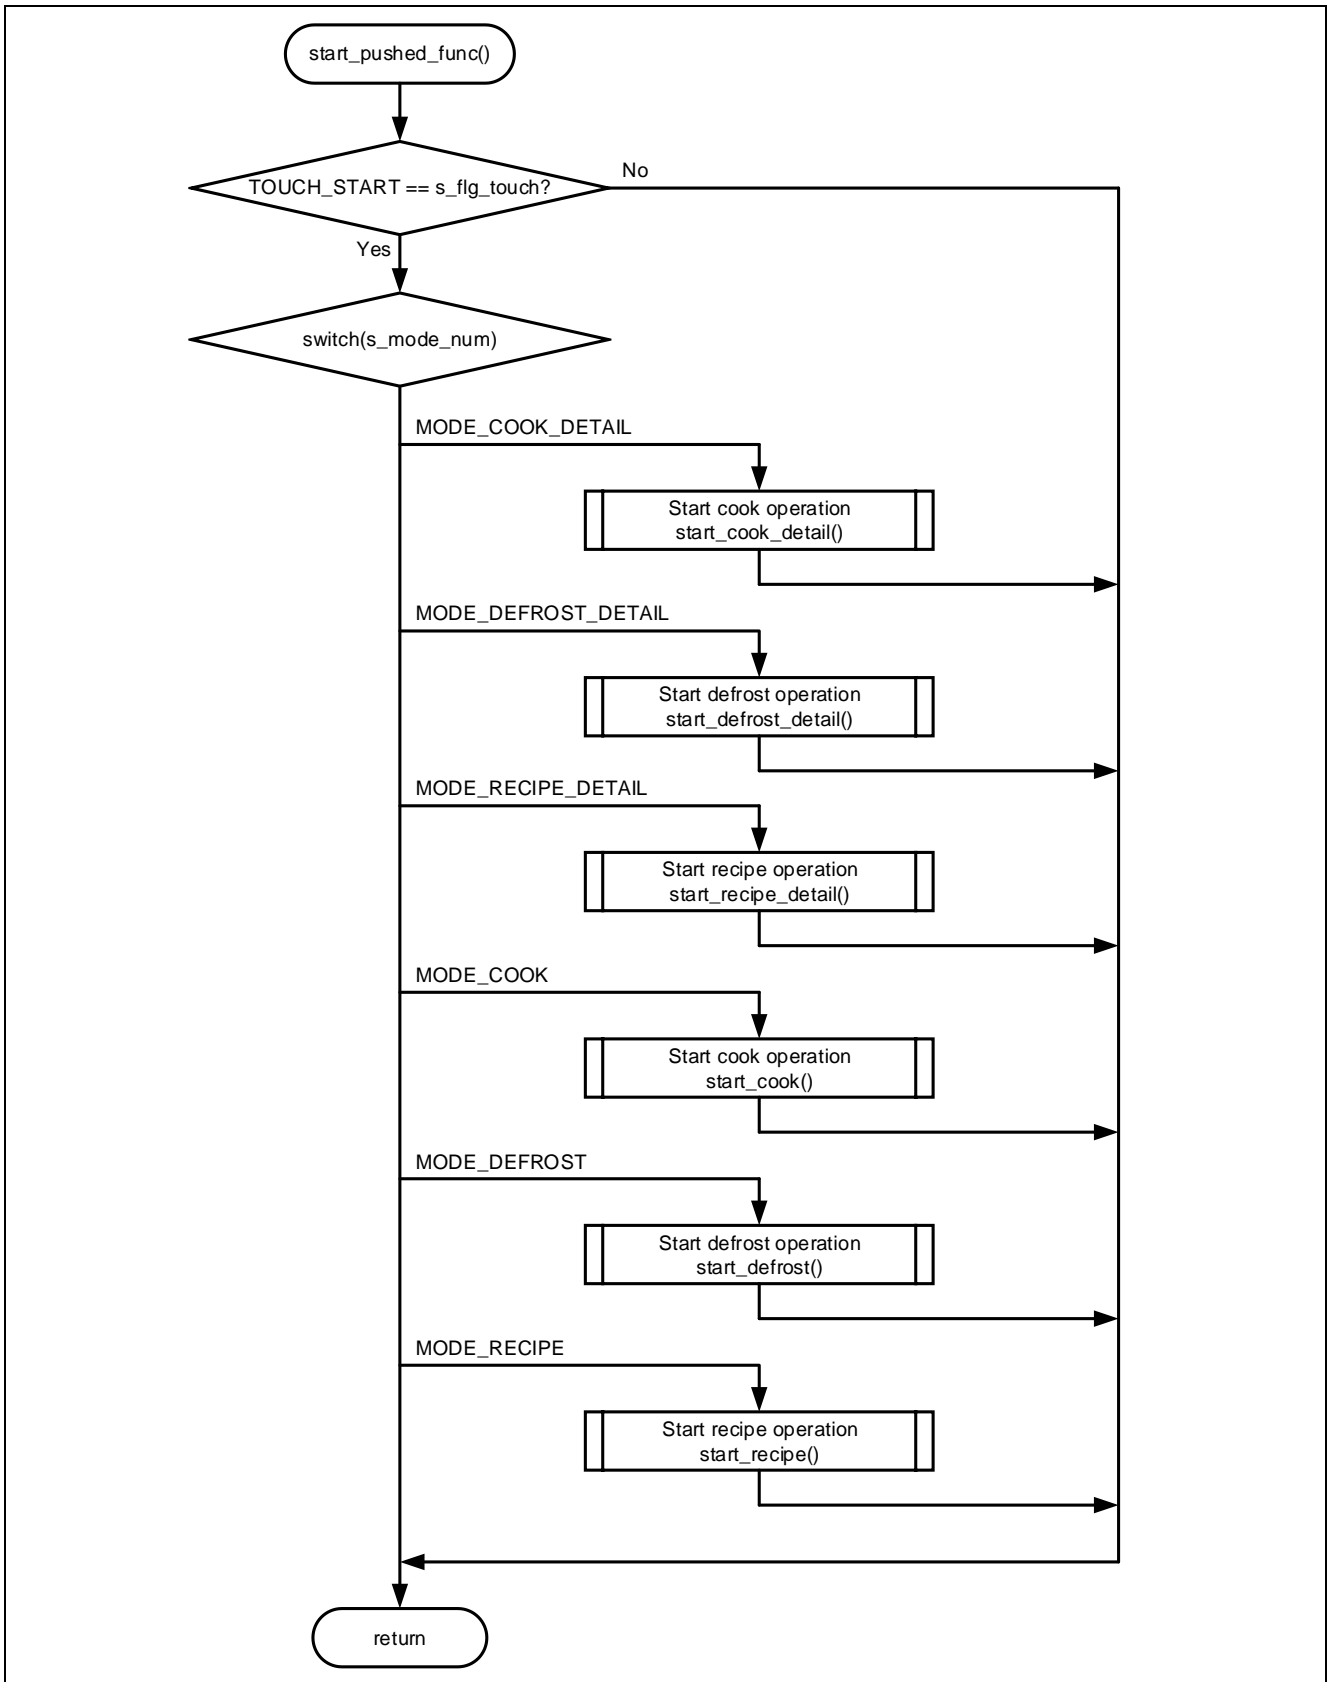 start_pushed_func()
TOUCH_START == s_flg_touch?
No
Yes
switch(s_mode_num)
MODE_COOK_DETAIL
Start cook operation
start_cook_detail()
MODE_DEFROST_DETAIL
Start defrost operation
start_defrost_detail()
MODE_RECIPE_DETAIL
Start recipe operation
start_recipe_detail()
MODE_COOK
Start cook operation
start_cook()
MODE_DEFROST
Start defrost operation
start_defrost()
MODE_RECIPE
Start recipe operation
start_recipe()
return